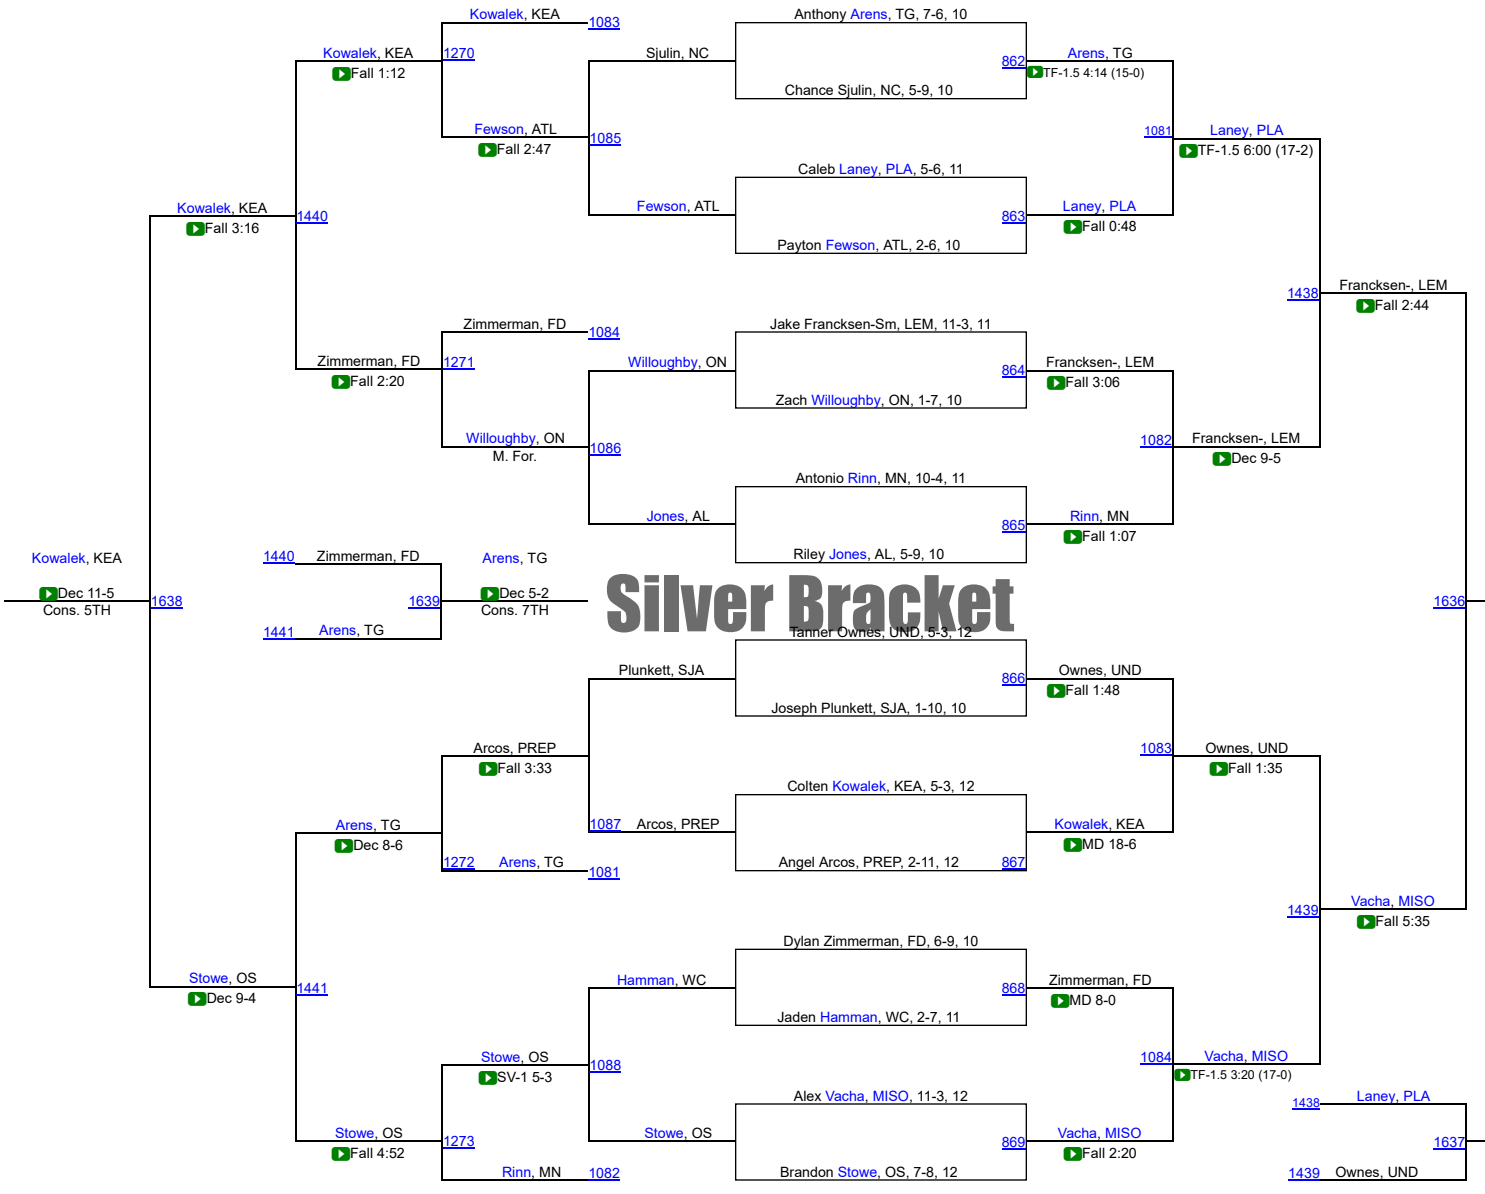 Kowalek, KEA
1083
Anthony Arens, TG, 7-6, 10
Kowalek, KEA
1270
Fall 1:12
Sjulin, NC
862
Arens, TG
TF-1.5 4:14 (15-0)
Chance Sjulin, NC, 5-9, 10
Fewson, ATL
1085
Fall 2:47
1081
Laney, PLA
TF-1.5 6:00 (17-2)
Caleb Laney, PLA, 5-6, 11
Kowalek, KEA
1440
Fall 3:16
Fewson, ATL
863
Laney, PLA
Fall 0:48
Payton Fewson, ATL, 2-6, 10
1438
Francksen-, LEM
Fall 2:44
Zimmerman, FD
1084
Jake Francksen-Sm, LEM, 11-3, 11
Zimmerman, FD
1271
Fall 2:20
Willoughby, ON
864
Francksen-, LEM
Fall 3:06
Zach Willoughby, ON, 1-7, 10
Willoughby, ON
1086
M. For.
1082
Francksen-, LEM
Dec 9-5
Antonio Rinn, MN, 10-4, 11
Jones, AL
865
Rinn, MN
Fall 1:07
Riley Jones, AL, 5-9, 10
Kowalek, KEA
1440
Zimmerman, FD
Arens, TG
Dec 11-5
Cons. 5TH
1638
1639
Dec 5-2
Cons. 7TH
Silver Bracket
1636
1441
Arens, TG
Tanner Ownes, UND, 5-3, 12
Plunkett, SJA
866
Ownes, UND
Fall 1:48
Joseph Plunkett, SJA, 1-10, 10
Arcos, PREP
Fall 3:33
1083
Ownes, UND
Fall 1:35
Colten Kowalek, KEA, 5-3, 12
Arens, TG
Dec 8-6
1087
Arcos, PREP
Kowalek, KEA
MD 18-6
1272
Arens, TG
1081
Angel Arcos, PREP, 2-11, 12
867
1439
Vacha, MISO
Fall 5:35
Dylan Zimmerman, FD, 6-9, 10
Stowe, OS
1441
Dec 9-4
Hamman, WC
868
Zimmerman, FD
MD 8-0
Jaden Hamman, WC, 2-7, 11
Stowe, OS
1088
SV-1 5-3
1084
Vacha, MISO
TF-1.5 3:20 (17-0)
Alex Vacha, MISO, 11-3, 12
1438
Laney, PLA
Stowe, OS
1273
Fall 4:52
Stowe, OS
869
Vacha, MISO
Fall 2:20
1637
Rinn, MN
1082
Brandon Stowe, OS, 7-8, 12
1439
Ownes, UND